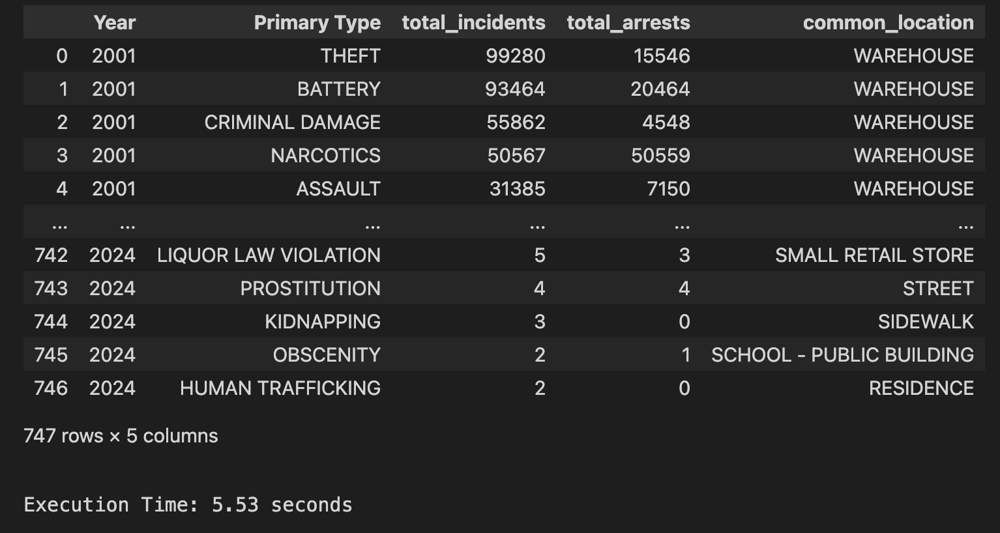 Year Primary Type total_incidents total_arrests common_location
0 2001 THEFT 99280 15546 WAREHOUSE
1 2001 BATTERY 93464 20464 WAREHOUSE
2 2001 CRIMINAL DAMAGE 55862 4548 WAREHOUSE
3 2001 NARCOTICS 50567 50559 WAREHOUSE
4 2001 ASSAULT 31385 7150 WAREHOUSE
... ... ... ... ... ...
742 2024 LIQUOR LAW VIOLATION 5 3 SMALL RETAIL STORE
743 2024 PROSTITUTION 4 4 STREET
744 2024 KIDNAPPING 3 0 SIDEWALK
745 2024 OBSCENITY 2 1 SCHOOL - PUBLIC BUILDING
746 2024 HUMAN TRAFFICKING 2 0 RESIDENCE
747 rows × 5 columns
Execution Time: 5.53 seconds